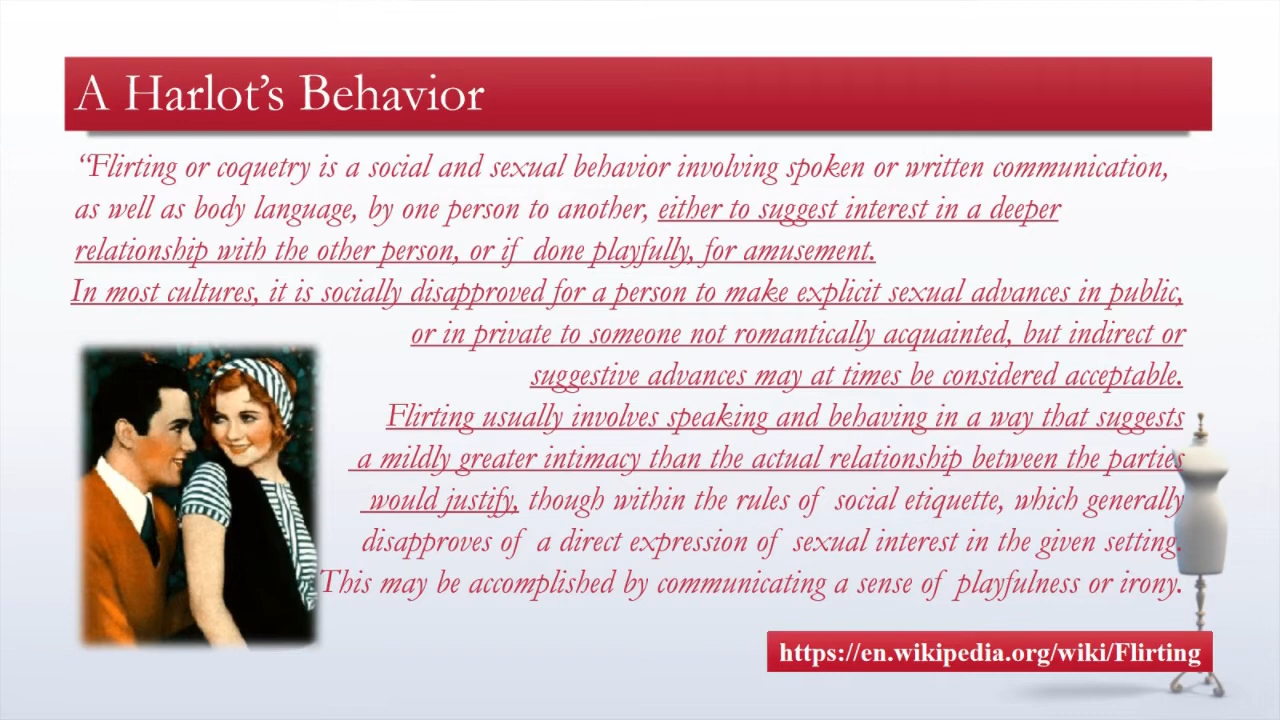 A Harlot's Behavior
“Flirting or coquetry is a social and sexual behavior involving spoken or written communication,
as well as body language, by one person to another, either to suggest interest in a deeper
relationship with the other person, or if done playfully, for amusement.
In most cultures, it is socially disapproved for a person to make explicit sexual advances in public,
or in private to someone not romantically acquainted, but indirect or
suggestive advances may at times be considered acceptable.
Flirting usually involves speaking and behaving in a way that suggests
a mildly greater intimacy than the actual relationship between the parties
would justify, though within the rules of social etiquette, which generally
disapproves of a direct expression of sexual interest in the given setting.
This may be accomplished by communicating a sense of playfulness or irony.
https://en.wikipedia.org/wiki/Flirting